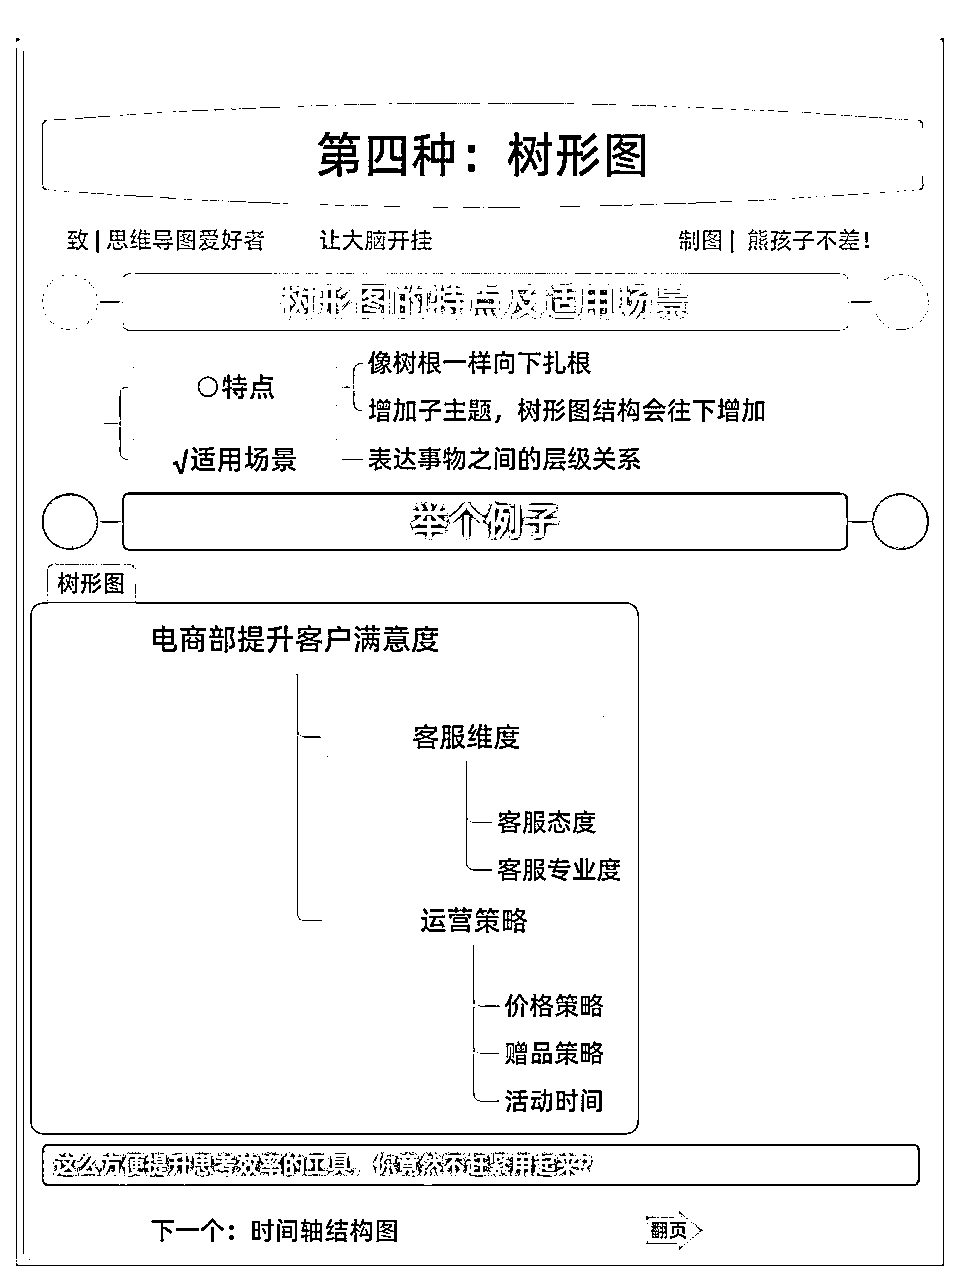 第四种：树形图
致 | 思维导图爱好者 让大脑开挂 制图 | 熊孩子不差!
树形图的特点及适用场景
○特点
像树根一样向下扎根
增加子主题，树形图结构会往下增加
√适用场景
表达事物之间的层级关系
举个例子
树形图
电商部提升客户满意度
客服维度
客服态度
客服专业度
运营策略
价格策略
赠品策略
活动时间
这么方便提升思考效率的工具，你竟然不赶紧用起来？
下一个：时间轴结构图
翻页